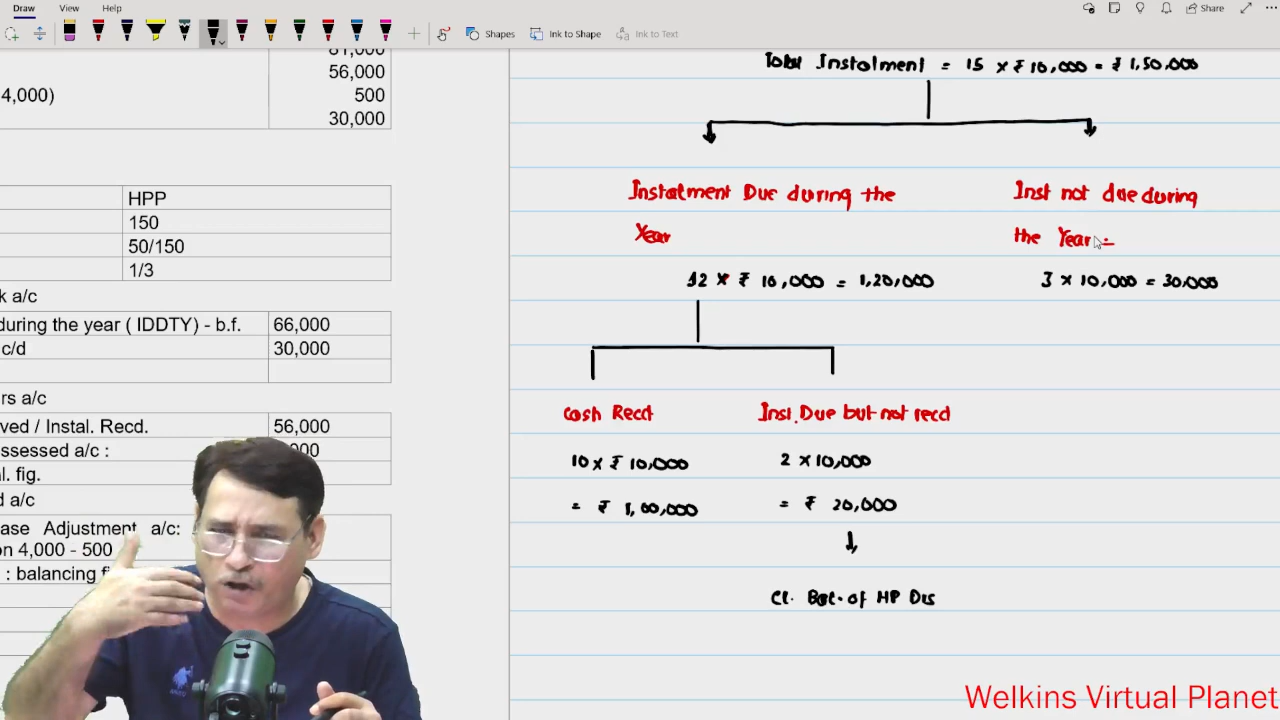 Draw View Help
Share
Shapes Ink to Shape Ink to Text
81,000
56,000
4,000) 500
30,000
HPP
150
50/150
1/3
k a/c
during the year ( IDDTY) - b.f. 66,000
c/d 30,000
rs a/c
ved / Instal. Recd. 56,000
ssessed a/c :
l. fig.
d a/c
ase Adjustment a/c:
on 4,000 - 500
: balancing
Total Instalment = 15 x ₹ 10,000 = ₹ 1,50,000
Instalment Due during the
Year
12 x ₹ 10,000 = 1,20,000
Inst not due during
the Year :-
3 x 10,000 = 30,000
Cash Recd
10 x ₹ 10,000
= ₹ 1,00,000
Inst. Due but not recd
2 x 10,000
= ₹ 20,000
Cl. Bal. of HP Drs
Welkins Virtual Planet